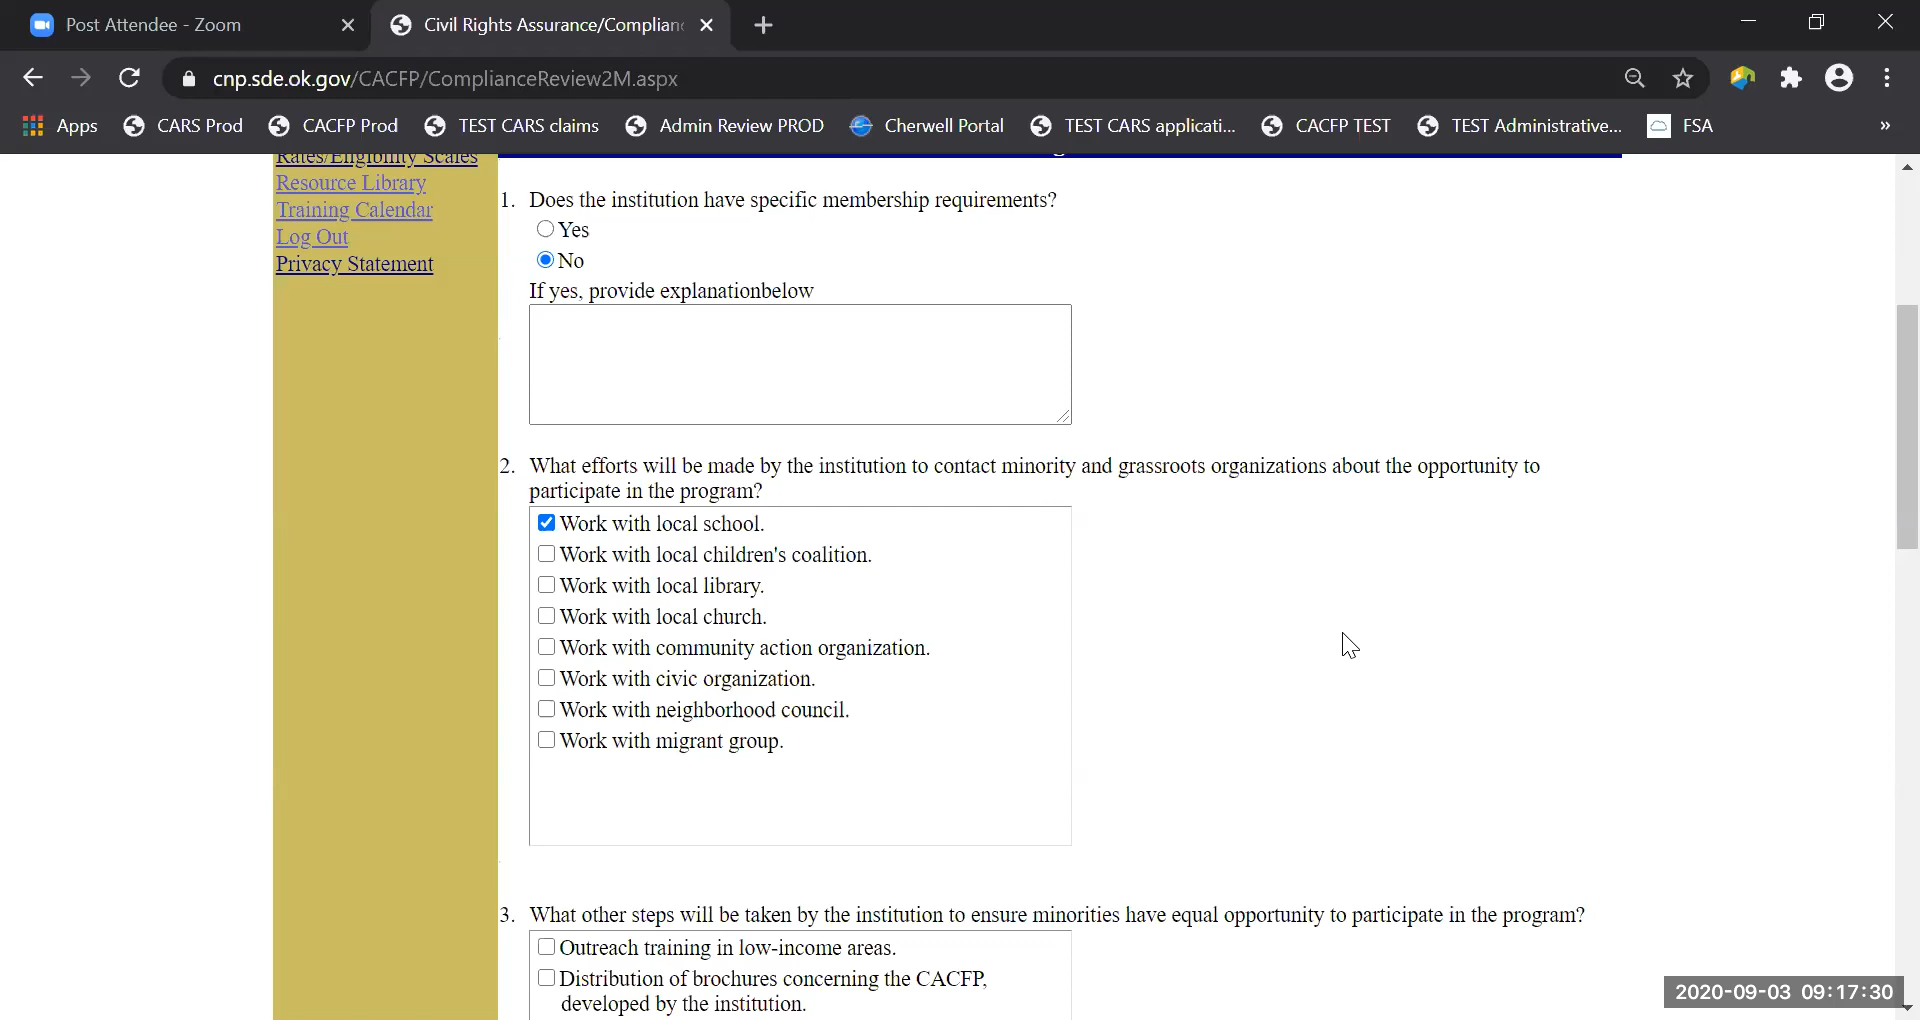 Post Attendee - Zoom
Civil Rights Assurance/Complian
cnp.sde.ok.gov/CACFP/ComplianceReview2M.aspx
Apps
CARS Prod
CACFP Prod
TEST CARS claims
Admin Review PROD
Cherwell Portal
TEST CARS applicati...
CACFP TEST
TEST Administrative...
FSA
»
Rates/Eligibility Scales
Resource Library
Training Calendar
Log Out
Privacy Statement
1. Does the institution have specific membership requirements?
Yes
No
If yes, provide explanationbelow
2. What efforts will be made by the institution to contact minority and grassroots organizations about the opportunity to
participate in the program?
Work with local school.
Work with local children's coalition.
Work with local library.
Work with local church.
Work with community action organization.
Work with civic organization.
Work with neighborhood council.
Work with migrant group.
3. What other steps will be taken by the institution to ensure minorities have equal opportunity to participate in the program?
Outreach training in low-income areas.
Distribution of brochures concerning the CACFP,
developed by the institution.
2020-09-03 09:17:30